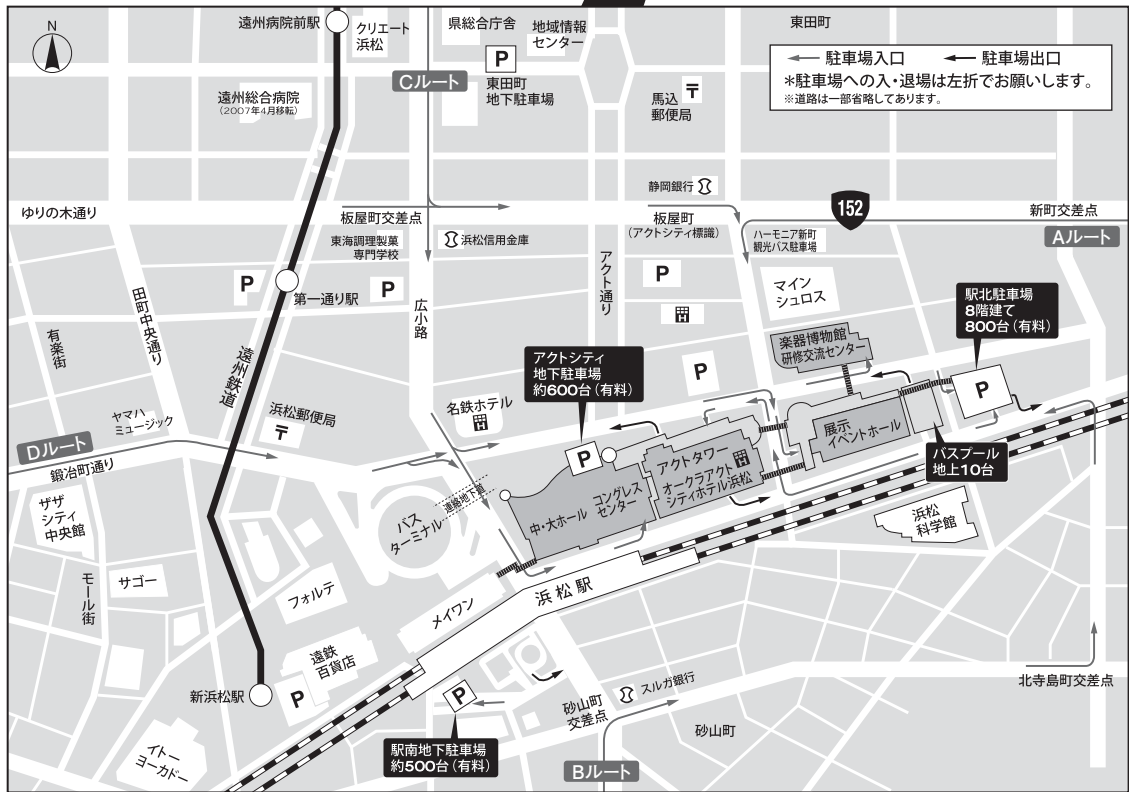 N
遠州病院前駅
クリエート
浜松
県総合庁舎
地域情報
センター
東田町
駐車場入口
駐車場出口
*駐車場への入・退場は左折でお願いします。
※道路は一部省略してあります。
Cルート
P
東田町
地下駐車場
遠州総合病院
(2007年4月移転)
馬込
郵便局
静岡銀行
152
ゆりの木通り
板屋町交差点
板屋町
(アクトシティ標識)
新町交差点
Aルート
ハーモニア新町
観光バス駐車場
東海調理製菓
専門学校
浜松信用金庫
アクト通り
P
P
第一通り駅
P
マイン
シュロス
駅北駐車場
8階建て
800台(有料)
P
田町中央通り
有楽街
広小路
遠州鉄道
H
楽器博物館
研修交流センター
アクトシティ
地下駐車場
約600台(有料)
P
P
名鉄ホテル
H
ヤマハ
ミュージック
浜松郵便局
Dルート
鍛冶町通り
展示
イベントホール
バスプール
地上10台
アクトタワー
オークラアクト
シティホテル浜松
H
コングレス
センター
中・大ホール
連絡地下道
バス
ターミナル
ザザ
シティ
中央館
浜松
科学館
モール街
サゴー
フォルテ
メイワン
浜松駅
遠鉄
百貨店
新浜松駅
P
P
砂山町
交差点
スルガ銀行
北寺島町交差点
砂山町
駅南地下駐車場
約500台(有料)
イトー
ヨーカドー
Bルート